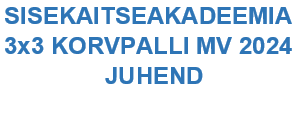 SISEKAITSEAKADEEMIA
3x3 KORVPALLI MV 2024
JUHEND